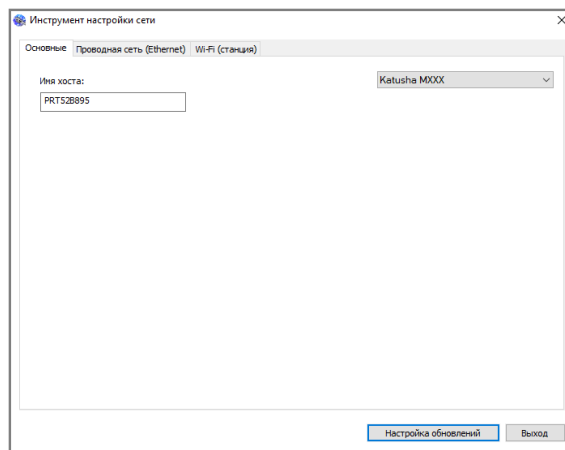 Инструмент настройки сети
Основные Проводная сеть (Ethernet) Wi-Fi (станция)
Имя хоста: Katusha MXXX
PRT52B895
Настройка обновлений Выход